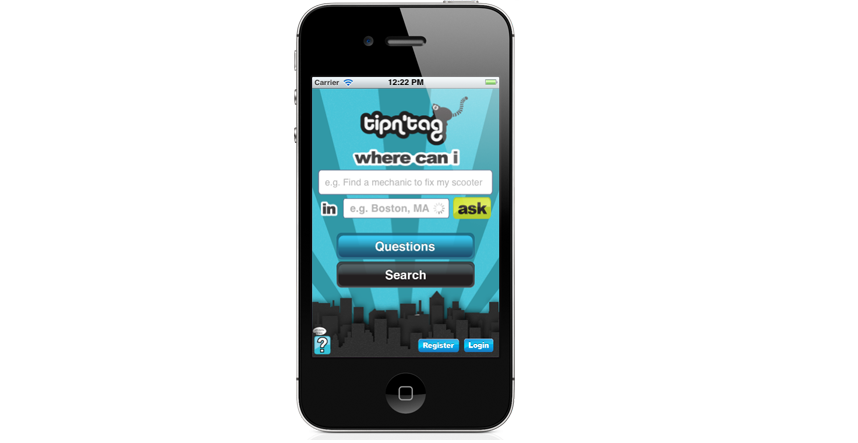 Carrier 12:22 PM
tipn'tag
where can i
e.g. Find a mechanic to fix my scooter
in e.g. Boston, MA ask
Questions
Search
?
Register Login